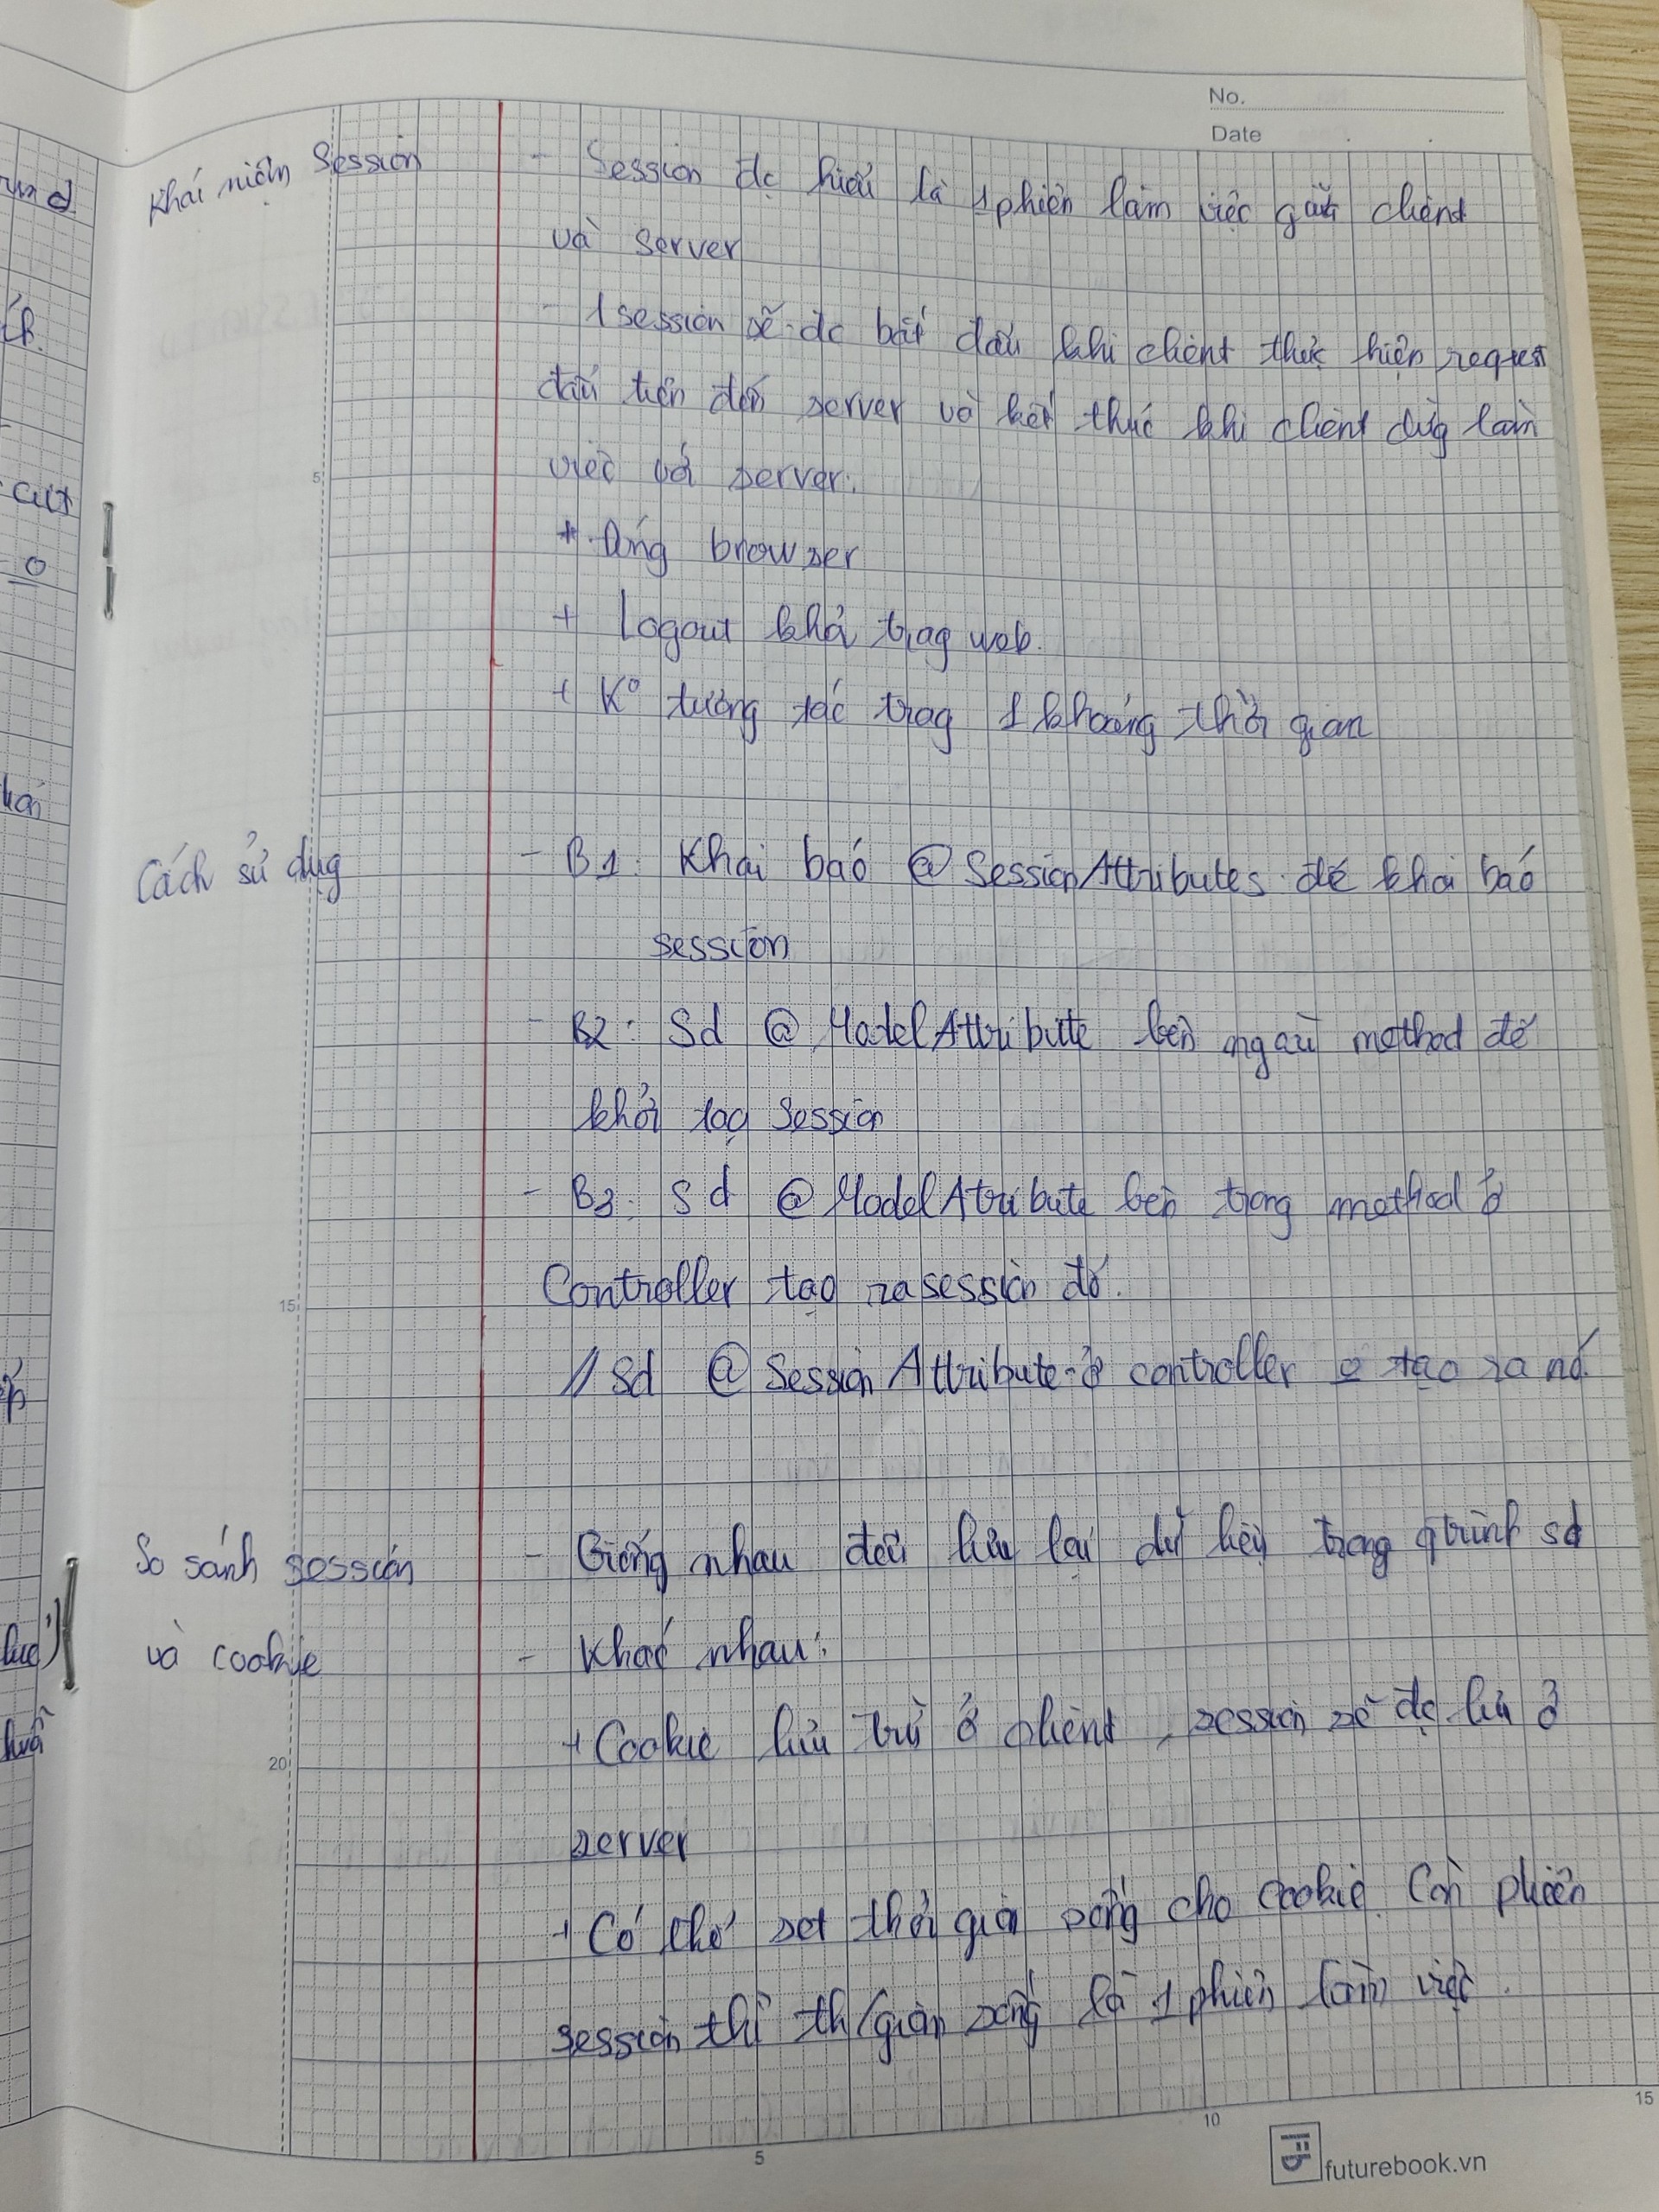 No.
Date
Khái niệm Session
- Session đc hiểu là 1 phiên làm việc giữa client
và server
- 1 session sẽ đc bắt đầu khi client thực hiện request
đầu tiên đến server và kết thúc khi client dừng làm
việc với server.
+ Đóng browser
+ Logout khỏi trag web.
+ K° tương tác trog 1 khoảng thời gian
Cách sử dụg
- B1: Khai báo @SessionAttributes để khai báo
session
- B2: Sd @ModelAttribute bên ngoài method để
khởi tạo session
- B3: Sd @ModelAtribute bên trong method ở
Controller tạo ra session đó.
// Sd @SessionAttribute ở controller o tạo ra nó.
So sánh session
và cookie
- Giống nhau đều lưu lại dữ liệu trong qtrình sd
- Khác nhau:
+ Cookie lưu trữ ở client, session sẽ đc lưu ở
server
+ Có thể set thời gian sống cho cookie. Còn phiên
session thì th/gian sống là 1 phiên làm việc.
5
15
20
5
10
15
futurebook.vn